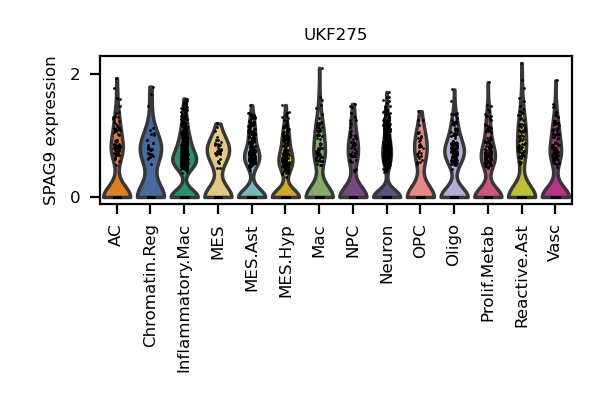 UKF275
SPAG9 expression
2
0
AC
Chromatin.Reg
Inflammatory.Mac
MES
MES.Ast
MES.Hyp
Mac
NPC
Neuron
OPC
Oligo
Prolif.Metab
Reactive.Ast
Vasc